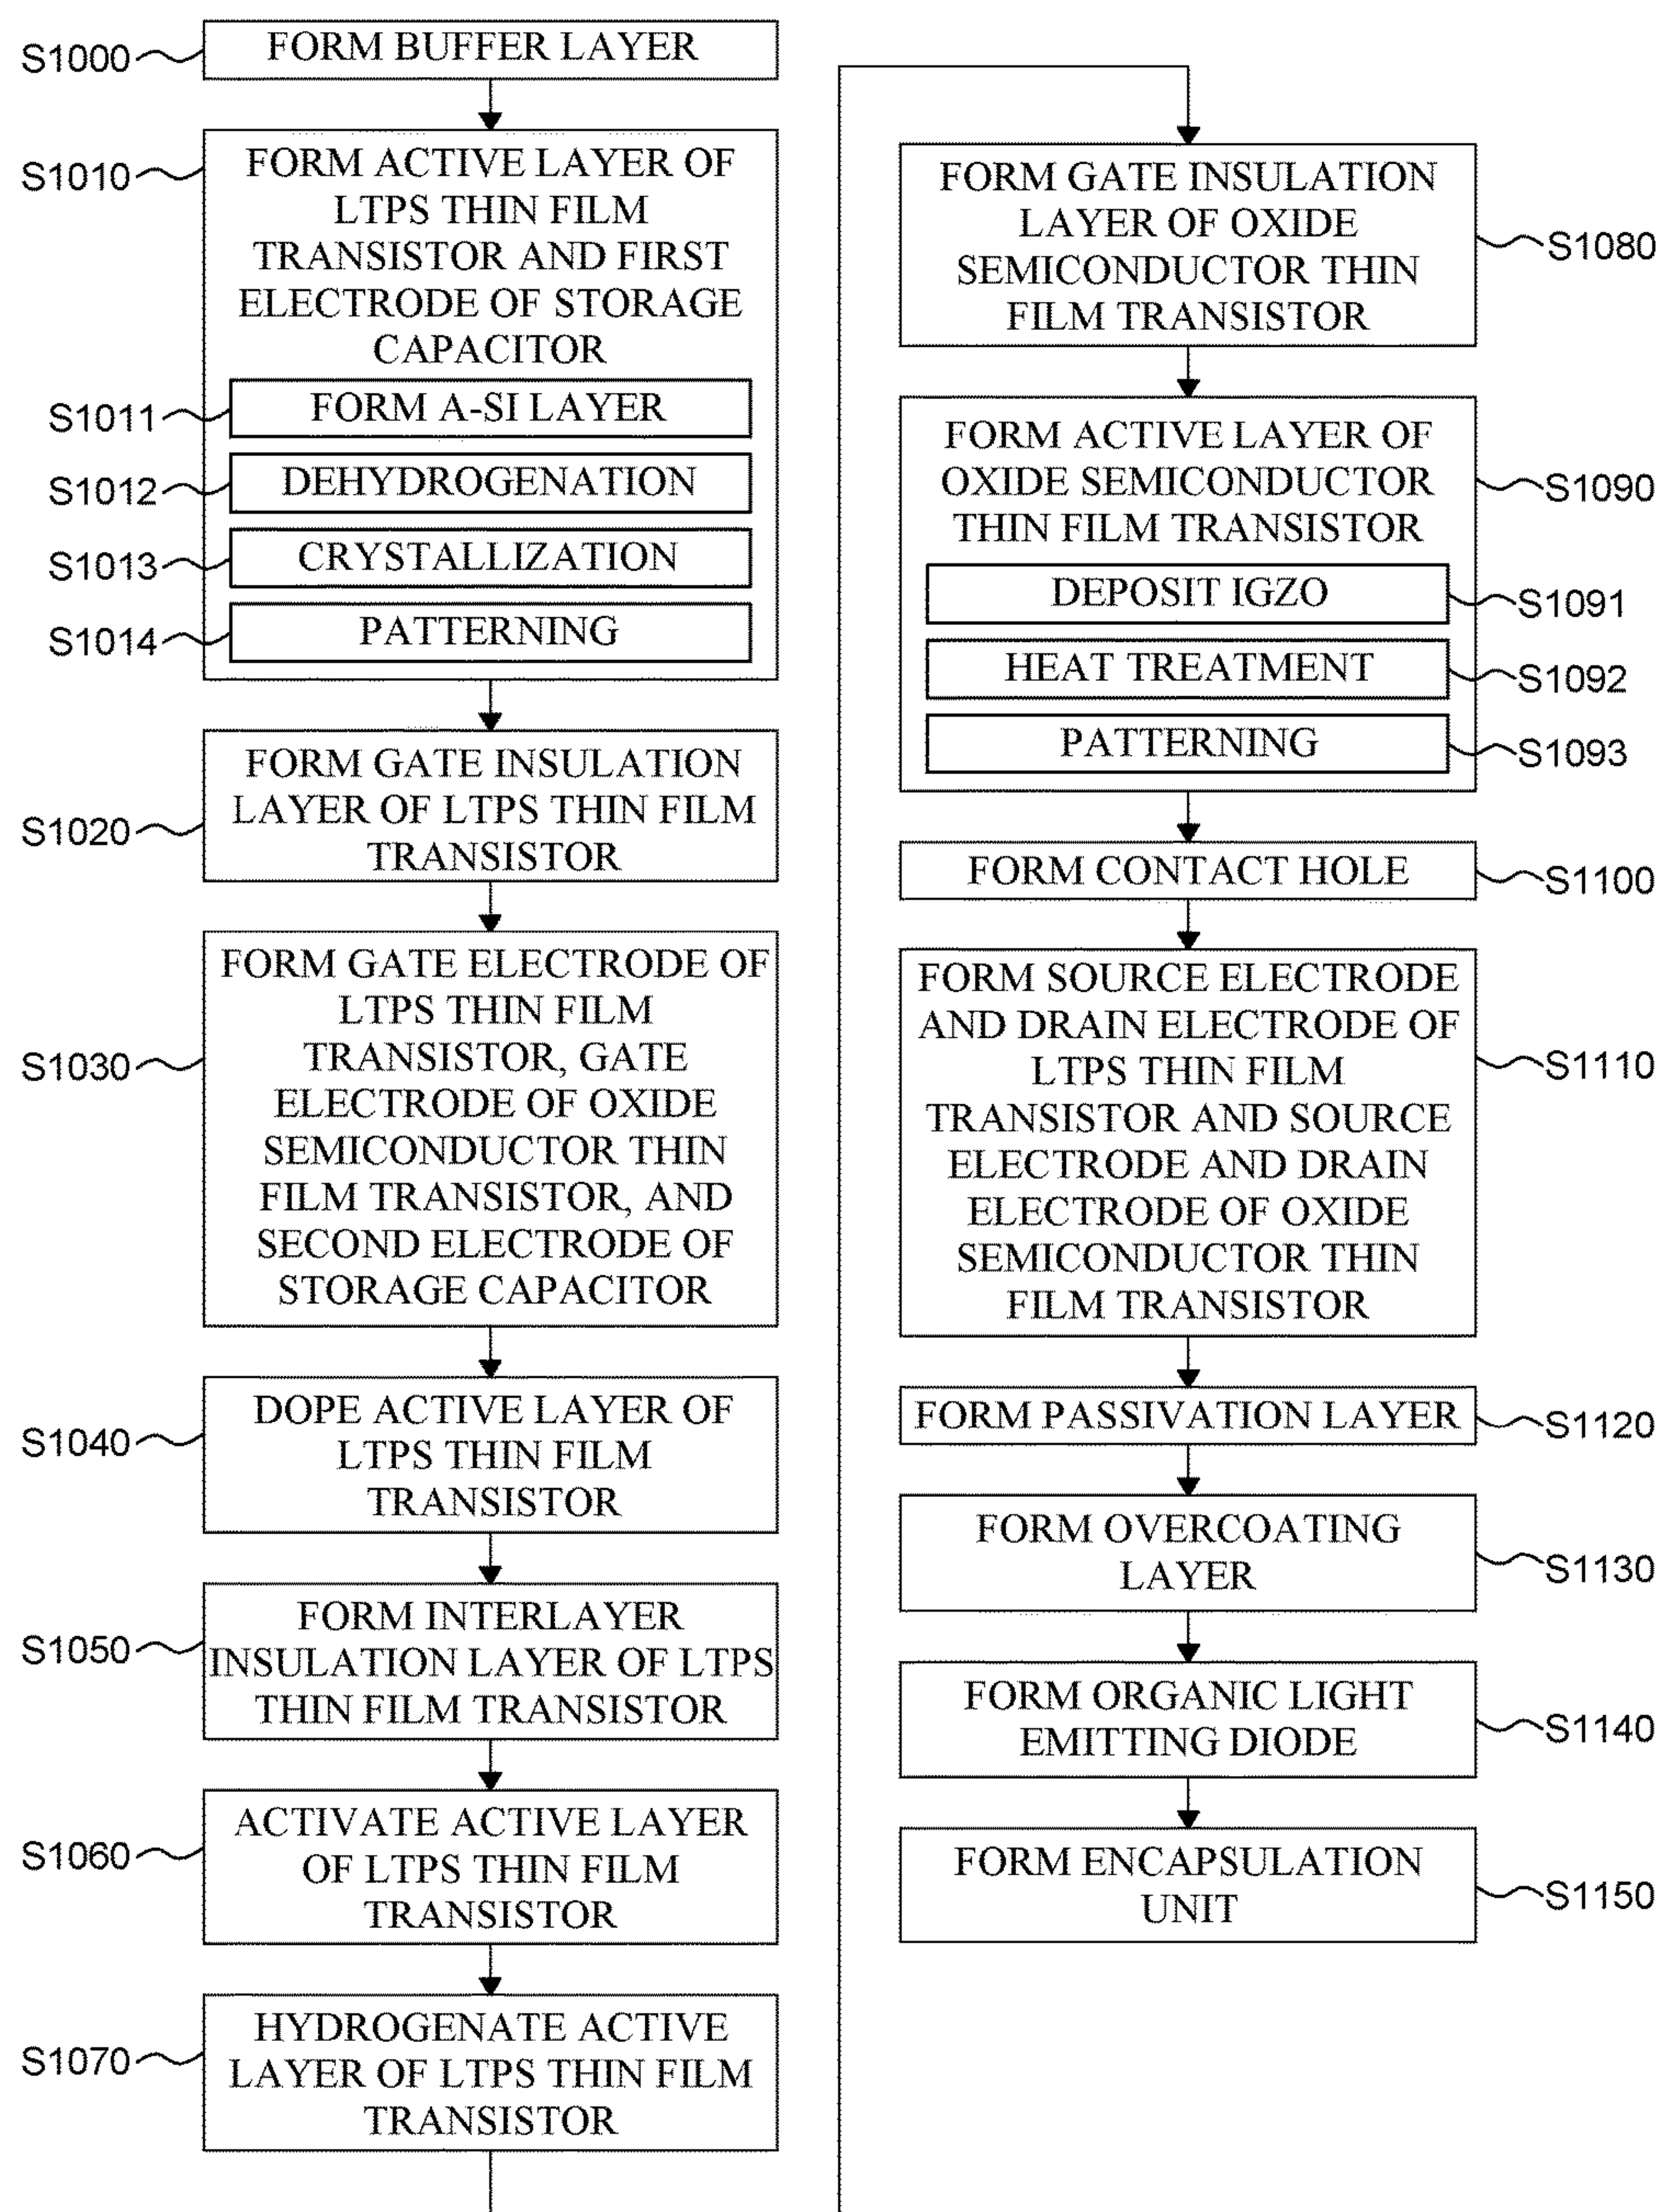 S1000
FORM BUFFER LAYER
S1010
FORM ACTIVE LAYER OF
LTPS THIN FILM
TRANSISTOR AND FIRST
ELECTRODE OF STORAGE
CAPACITOR
S1011
FORM A-SI LAYER
S1012
DEHYDROGENATION
S1013
CRYSTALLIZATION
S1014
PATTERNING
S1020
FORM GATE INSULATION
LAYER OF LTPS THIN FILM
TRANSISTOR
S1030
FORM GATE ELECTRODE OF
LTPS THIN FILM
TRANSISTOR, GATE
ELECTRODE OF OXIDE
SEMICONDUCTOR THIN
FILM TRANSISTOR, AND
SECOND ELECTRODE OF
STORAGE CAPACITOR
S1040
DOPE ACTIVE LAYER OF
LTPS THIN FILM
TRANSISTOR
S1050
FORM INTERLAYER
INSULATION LAYER OF LTPS
THIN FILM TRANSISTOR
S1060
ACTIVATE ACTIVE LAYER
OF LTPS THIN FILM
TRANSISTOR
S1070
HYDROGENATE ACTIVE
LAYER OF LTPS THIN FILM
TRANSISTOR
FORM GATE INSULATION
LAYER OF OXIDE
SEMICONDUCTOR THIN
FILM TRANSISTOR
S1080
FORM ACTIVE LAYER OF
OXIDE SEMICONDUCTOR
THIN FILM TRANSISTOR
S1090
DEPOSIT IGZO
S1091
HEAT TREATMENT
S1092
PATTERNING
S1093
FORM CONTACT HOLE
S1100
FORM SOURCE ELECTRODE
AND DRAIN ELECTRODE OF
LTPS THIN FILM
TRANSISTOR AND SOURCE
ELECTRODE AND DRAIN
ELECTRODE OF OXIDE
SEMICONDUCTOR THIN
FILM TRANSISTOR
S1110
FORM PASSIVATION LAYER
S1120
FORM OVERCOATING
LAYER
S1130
FORM ORGANIC LIGHT
EMITTING DIODE
S1140
FORM ENCAPSULATION
UNIT
S1150